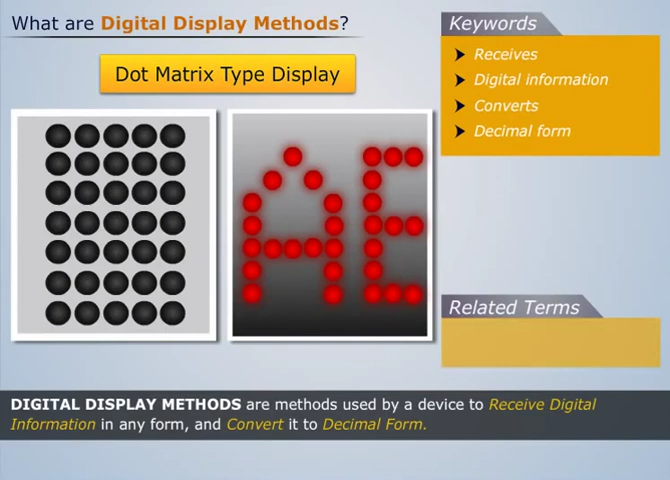 What are Digital Display Methods?
Dot Matrix Type Display
AE
Keywords
Receives
Digital information
Converts
Decimal form
Related Terms
DIGITAL DISPLAY METHODS are methods used by a device to Receive Digital
Information in any form, and Convert it to Decimal Form.